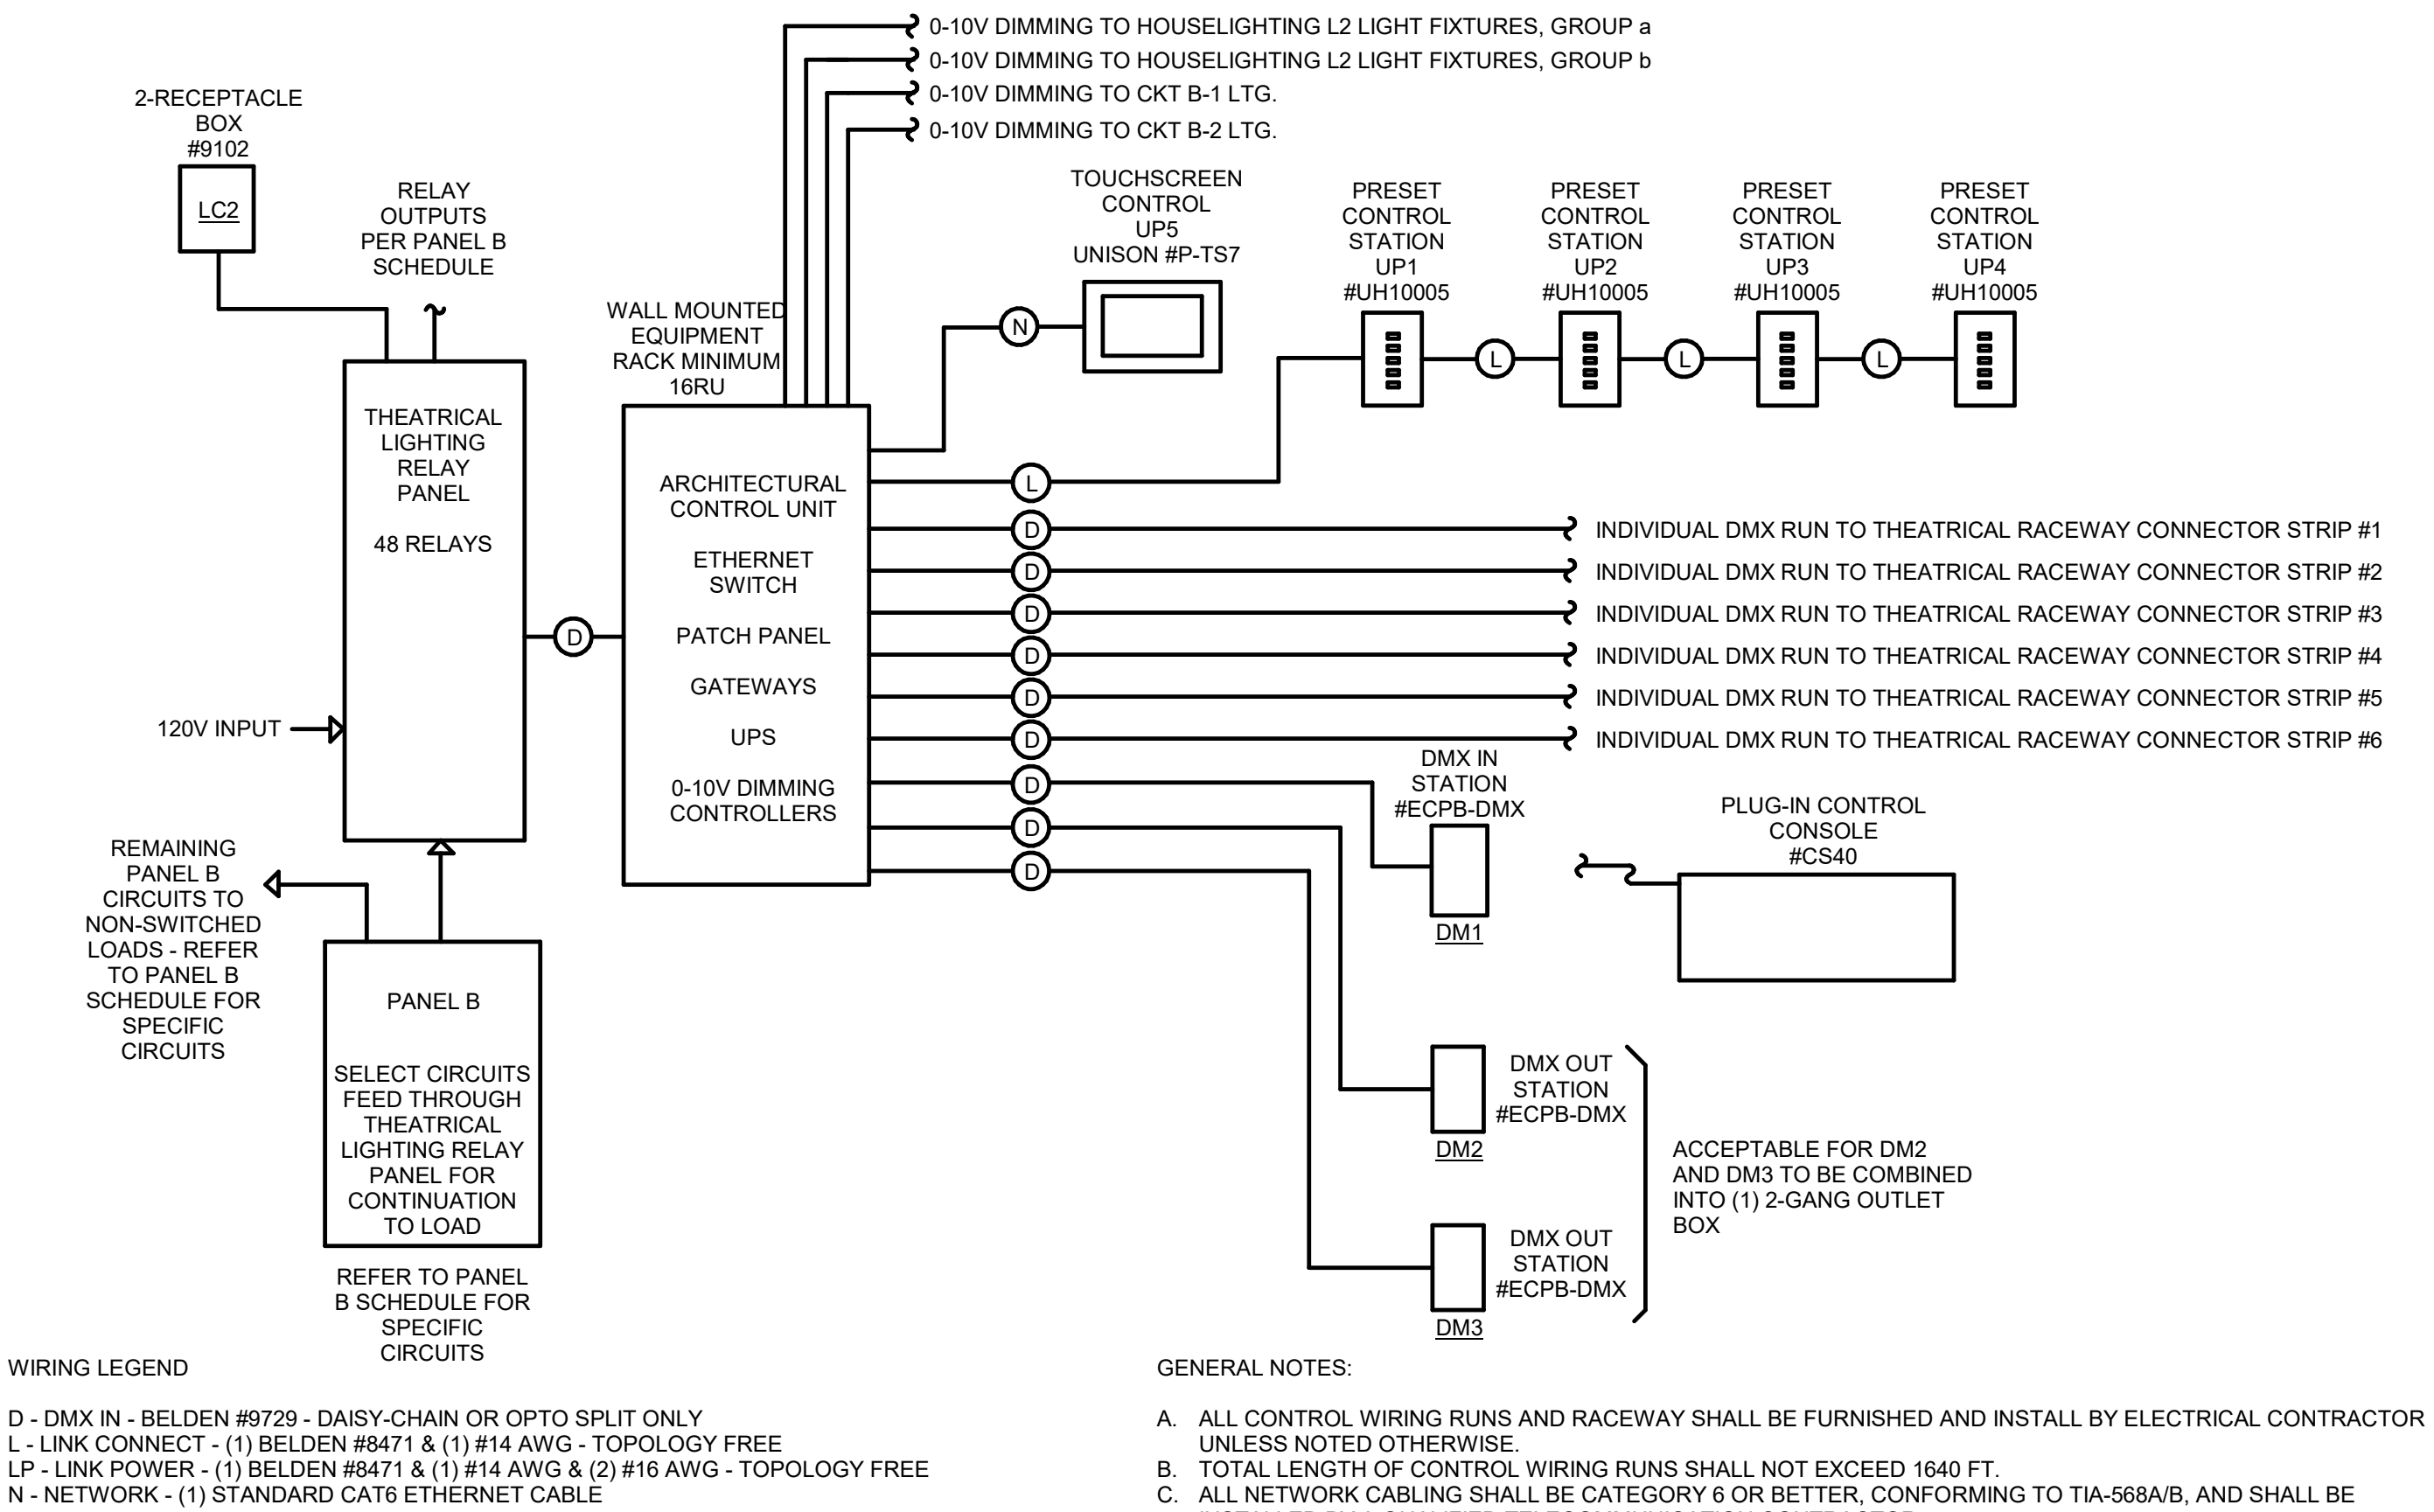 0-10V DIMMING TO HOUSELIGHTING L2 LIGHT FIXTURES, GROUP a
0-10V DIMMING TO HOUSELIGHTING L2 LIGHT FIXTURES, GROUP b
0-10V DIMMING TO CKT B-1 LTG.
0-10V DIMMING TO CKT B-2 LTG.
2-RECEPTACLE
BOX
#9102
LC2
RELAY
OUTPUTS
PER PANEL B
SCHEDULE
WALL MOUNTED
EQUIPMENT
RACK MINIMUM
16RU
TOUCHSCREEN
CONTROL
UP5
UNISON #P-TS7
N
PRESET
CONTROL
STATION
UP1
#UH10005
PRESET
CONTROL
STATION
UP2
#UH10005
PRESET
CONTROL
STATION
UP3
#UH10005
PRESET
CONTROL
STATION
UP4
#UH10005
L
L
L
THEATRICAL
LIGHTING
RELAY
PANEL
48 RELAYS
D
120V INPUT
ARCHITECTURAL
CONTROL UNIT
ETHERNET
SWITCH
PATCH PANEL
GATEWAYS
UPS
0-10V DIMMING
CONTROLLERS
L
D
INDIVIDUAL DMX RUN TO THEATRICAL RACEWAY CONNECTOR STRIP #1
D
INDIVIDUAL DMX RUN TO THEATRICAL RACEWAY CONNECTOR STRIP #2
D
INDIVIDUAL DMX RUN TO THEATRICAL RACEWAY CONNECTOR STRIP #3
D
INDIVIDUAL DMX RUN TO THEATRICAL RACEWAY CONNECTOR STRIP #4
D
INDIVIDUAL DMX RUN TO THEATRICAL RACEWAY CONNECTOR STRIP #5
D
INDIVIDUAL DMX RUN TO THEATRICAL RACEWAY CONNECTOR STRIP #6
D
D
D
DMX IN
STATION
#ECPB-DMX
DM1
PLUG-IN CONTROL
CONSOLE
#CS40
REMAINING
PANEL B
CIRCUITS TO
NON-SWITCHED
LOADS - REFER
TO PANEL B
SCHEDULE FOR
SPECIFIC
CIRCUITS
PANEL B
SELECT CIRCUITS
FEED THROUGH
THEATRICAL
LIGHTING RELAY
PANEL FOR
CONTINUATION
TO LOAD
REFER TO PANEL
B SCHEDULE FOR
SPECIFIC
CIRCUITS
DMX OUT
STATION
#ECPB-DMX
DM2
DMX OUT
STATION
#ECPB-DMX
DM3
ACCEPTABLE FOR DM2
AND DM3 TO BE COMBINED
INTO (1) 2-GANG OUTLET
BOX
WIRING LEGEND
D - DMX IN - BELDEN #9729 - DAISY-CHAIN OR OPTO SPLIT ONLY
L - LINK CONNECT - (1) BELDEN #8471 & (1) #14 AWG - TOPOLOGY FREE
LP - LINK POWER - (1) BELDEN #8471 & (1) #14 AWG & (2) #16 AWG - TOPOLOGY FREE
N - NETWORK - (1) STANDARD CAT6 ETHERNET CABLE
GENERAL NOTES:
A. ALL CONTROL WIRING RUNS AND RACEWAY SHALL BE FURNISHED AND INSTALL BY ELECTRICAL CONTRACTOR
UNLESS NOTED OTHERWISE.
B. TOTAL LENGTH OF CONTROL WIRING RUNS SHALL NOT EXCEED 1640 FT.
C. ALL NETWORK CABLING SHALL BE CATEGORY 6 OR BETTER, CONFORMING TO TIA-568A/B, AND SHALL BE